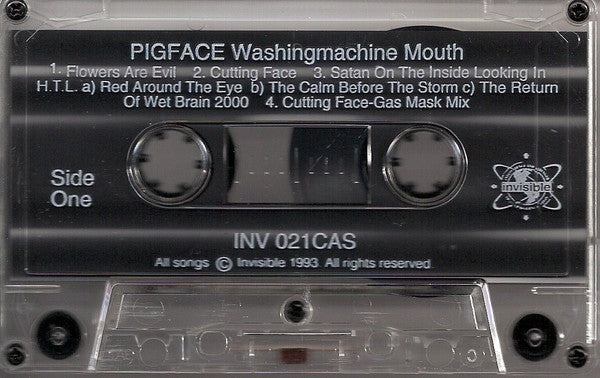 PIGFACE Washingmachine Mouth
1. Flowers Are Evil 2. Cutting Face 3. Satan On The Inside Looking In
H.T.L. a) Red Around The Eye b) The Calm Before The Storm c) The Return
Of Wet Brain 2000 4. Cutting Face-Gas Mask Mix
Side
One
invisible
INV 021CAS
All songs © Invisible 1993. All rights reserved.